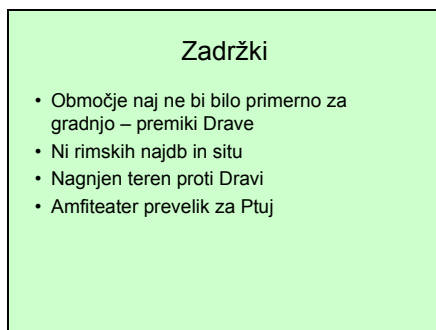 Zadržki
• Območje naj ne bi bilo primerno za
gradnjo – premiki Drave
• Ni rimskih najdb in situ
• Nagnjen teren proti Dravi
• Amfiteater prevelik za Ptuj